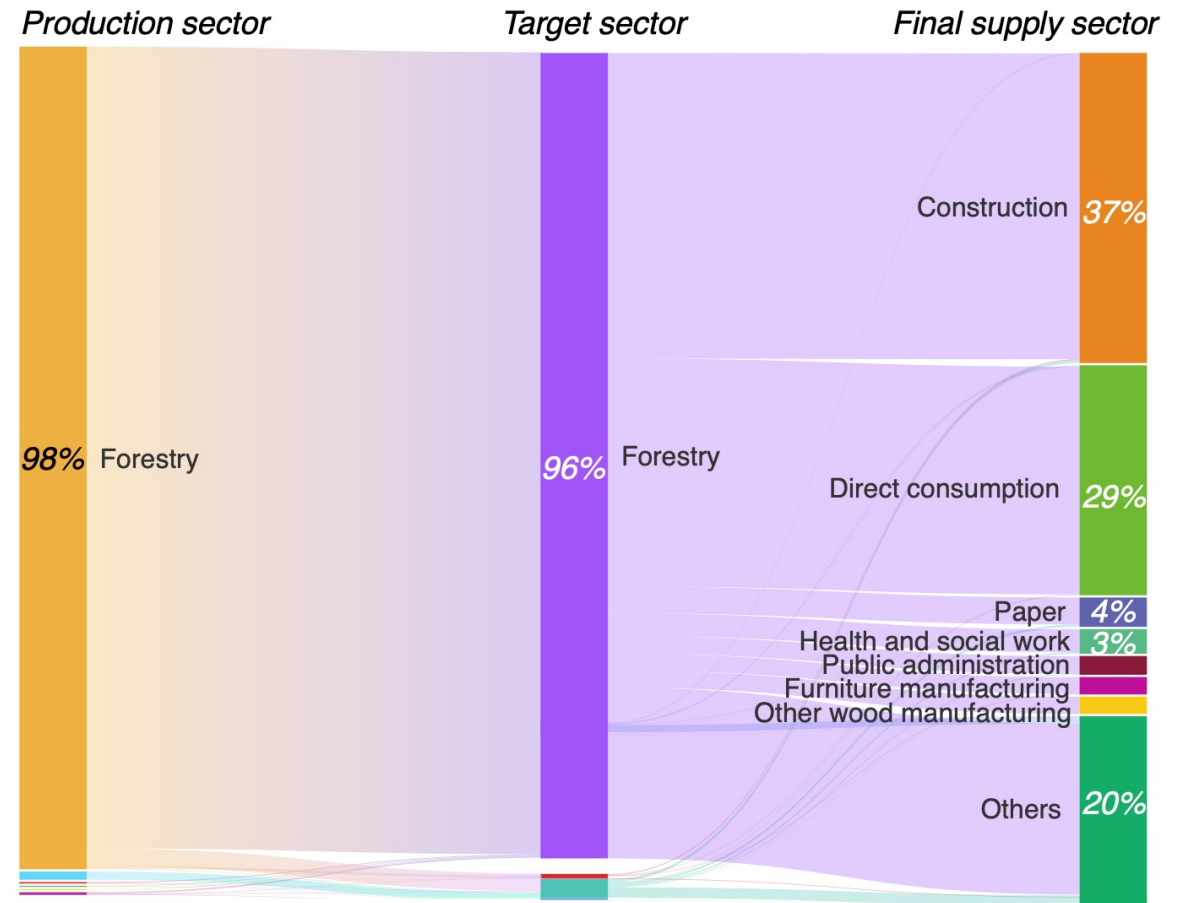 Production sector
Target sector
Final supply sector
Construction
37%
98%
Forestry
96%
Forestry
Direct consumption
29%
Paper
4%
Health and social work
3%
Public administration
Furniture manufacturing
Other wood manufacturing
Others
20%